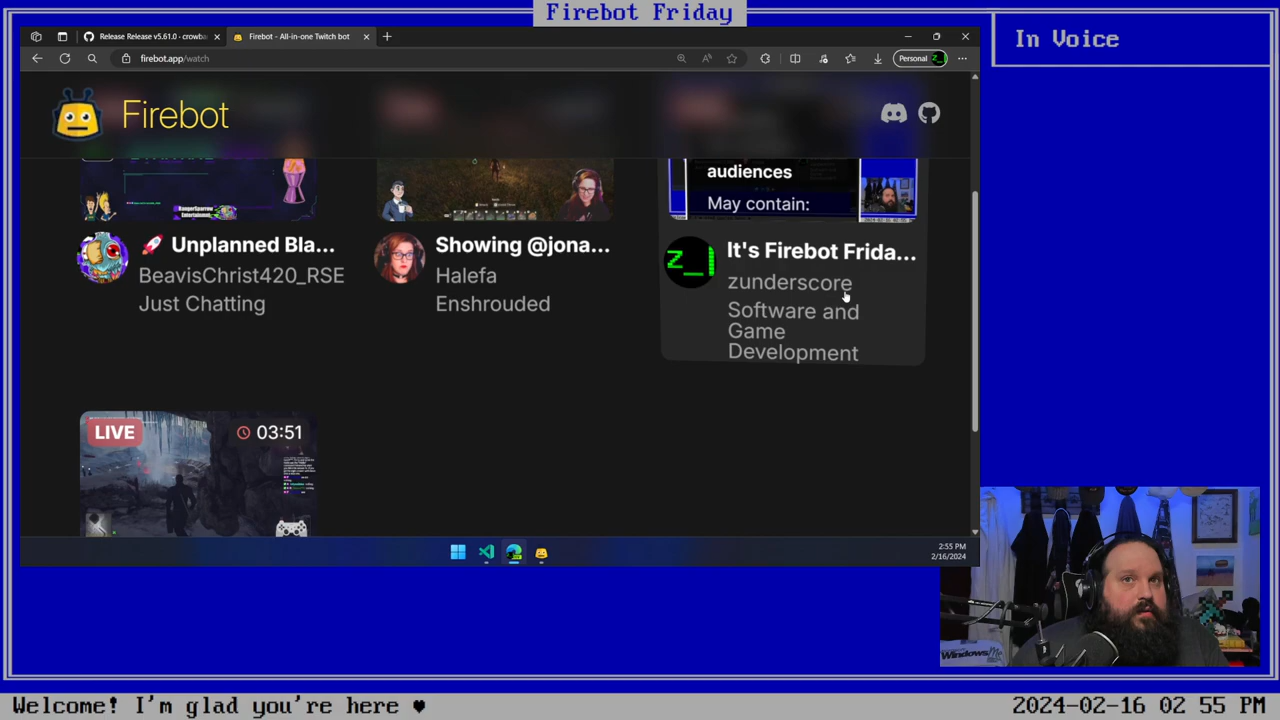 Firebot Friday
In Voice
Release Release v5.61.0 · crowba
Firebot - All-in-one Twitch bot
firebot.app/watch
Personal
Firebot
audiences
May contain:
🚀 Unplanned Bla...
BeavisChrist420_RSE
Just Chatting
Showing @jona...
Halefa
Enshrouded
z_
It's Firebot Frida...
zunderscore
Software and
Game
Development
LIVE
03:51
2:55 PM
2/16/2024
WindowsMe
Welcome! I'm glad you're here ♥
2024-02-16 02 55 PM